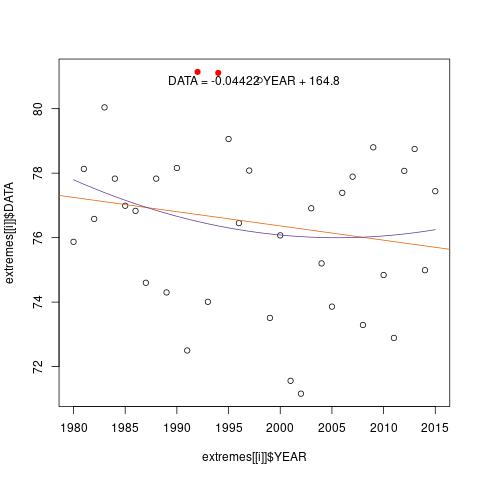 DATA = -0.04422 YEAR + 164.8
80
78
76
74
72
extremes[[i]]$DATA
1980 1985 1990 1995 2000 2005 2010 2015
extremes[[i]]$YEAR